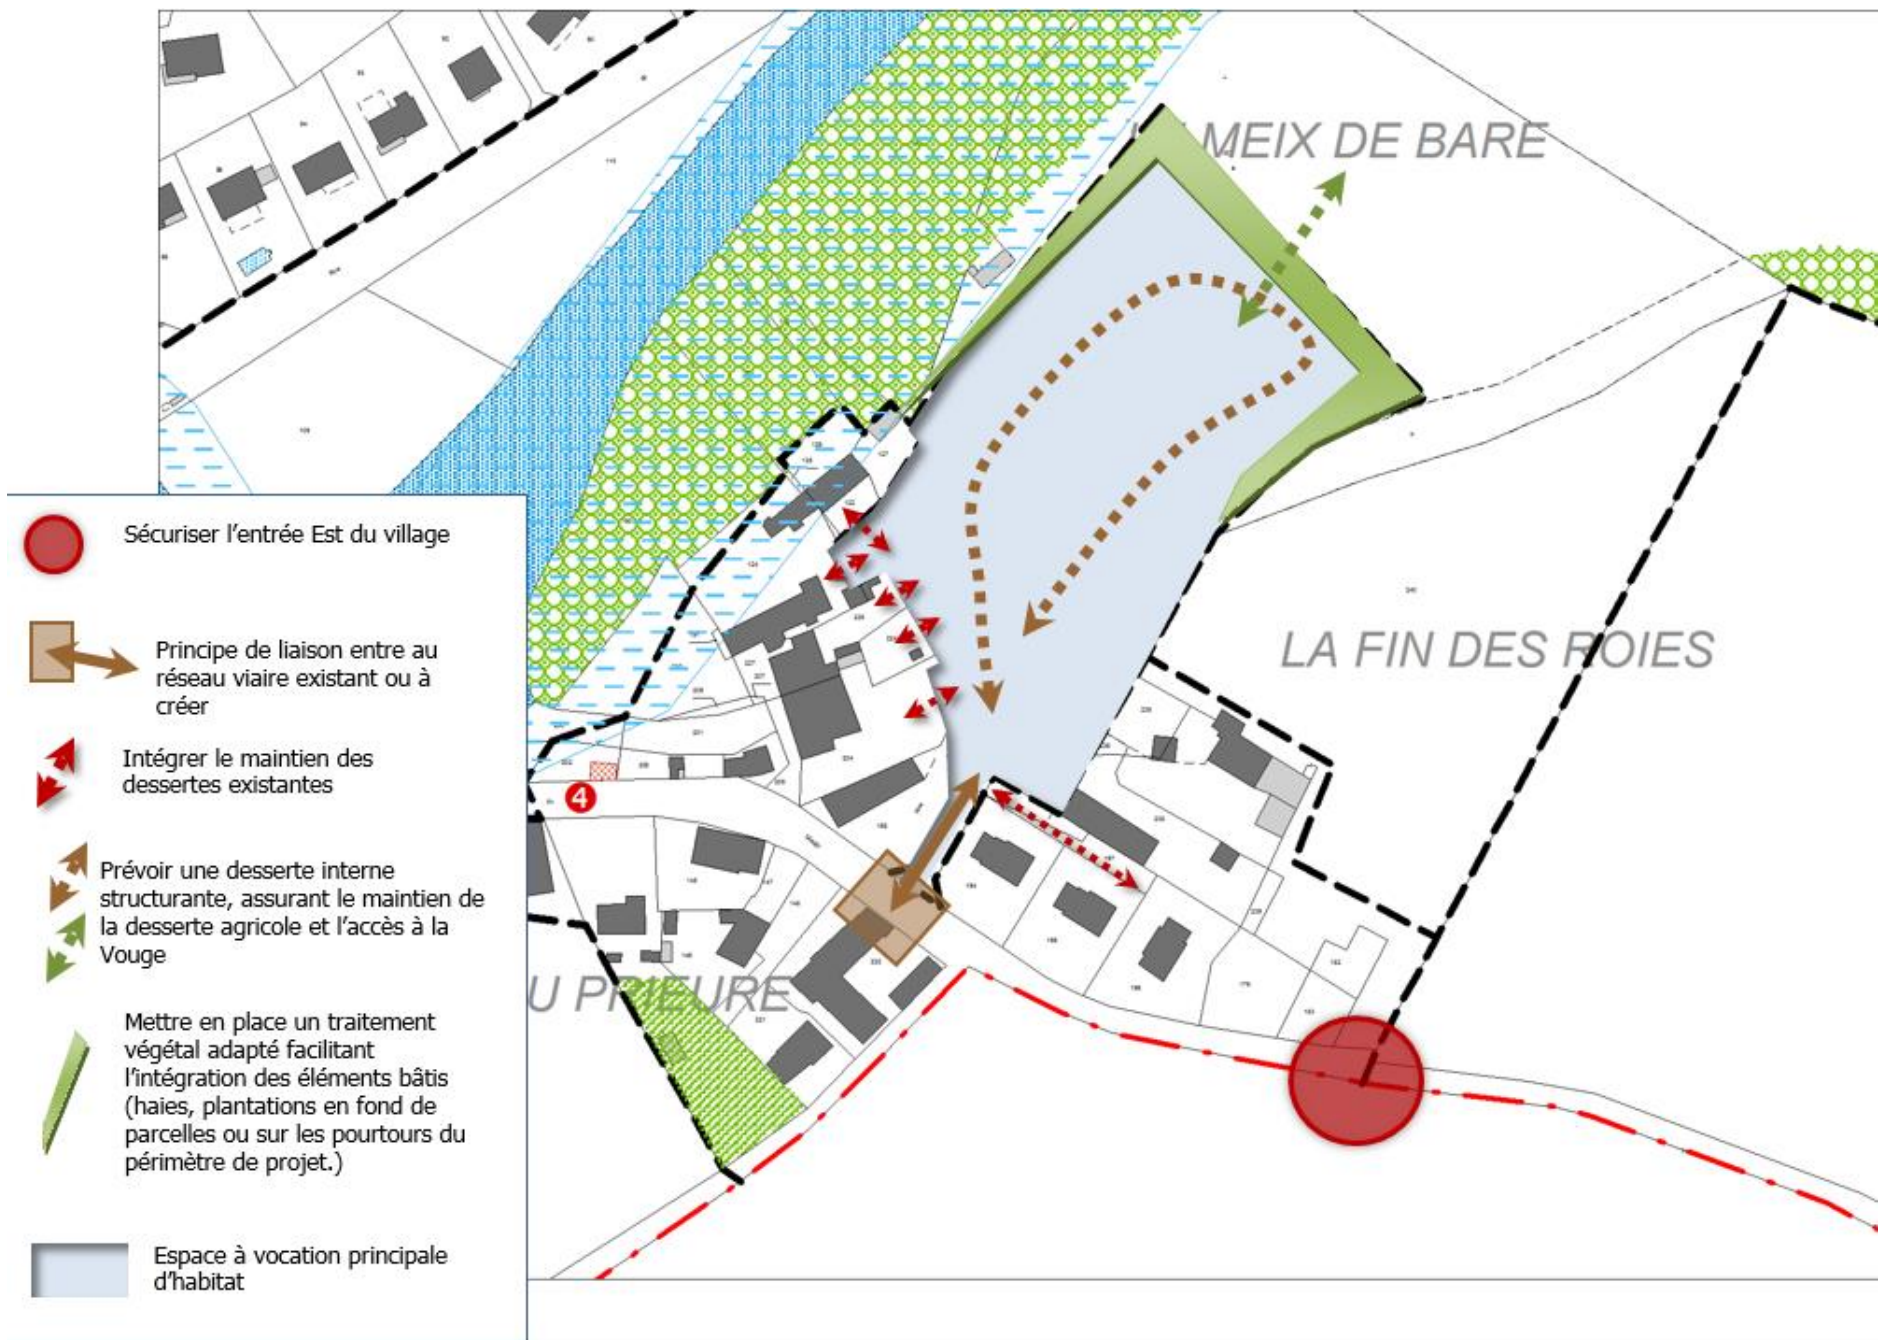 MEIX DE BARE
LA FIN DES ROIES
U PRIEURE
4
Sécuriser l'entrée Est du village
Principe de liaison entre au
réseau viaire existant ou à
créer
Intégrer le maintien des
dessertes existantes
Prévoir une desserte interne
structurante, assurant le maintien de
la desserte agricole et l'accès à la
Vouge
Mettre en place un traitement
végétal adapté facilitant
l'intégration des éléments bâtis
(haies, plantations en fond de
parcelles ou sur les pourtours du
périmètre de projet.)
Espace à vocation principale
d'habitat